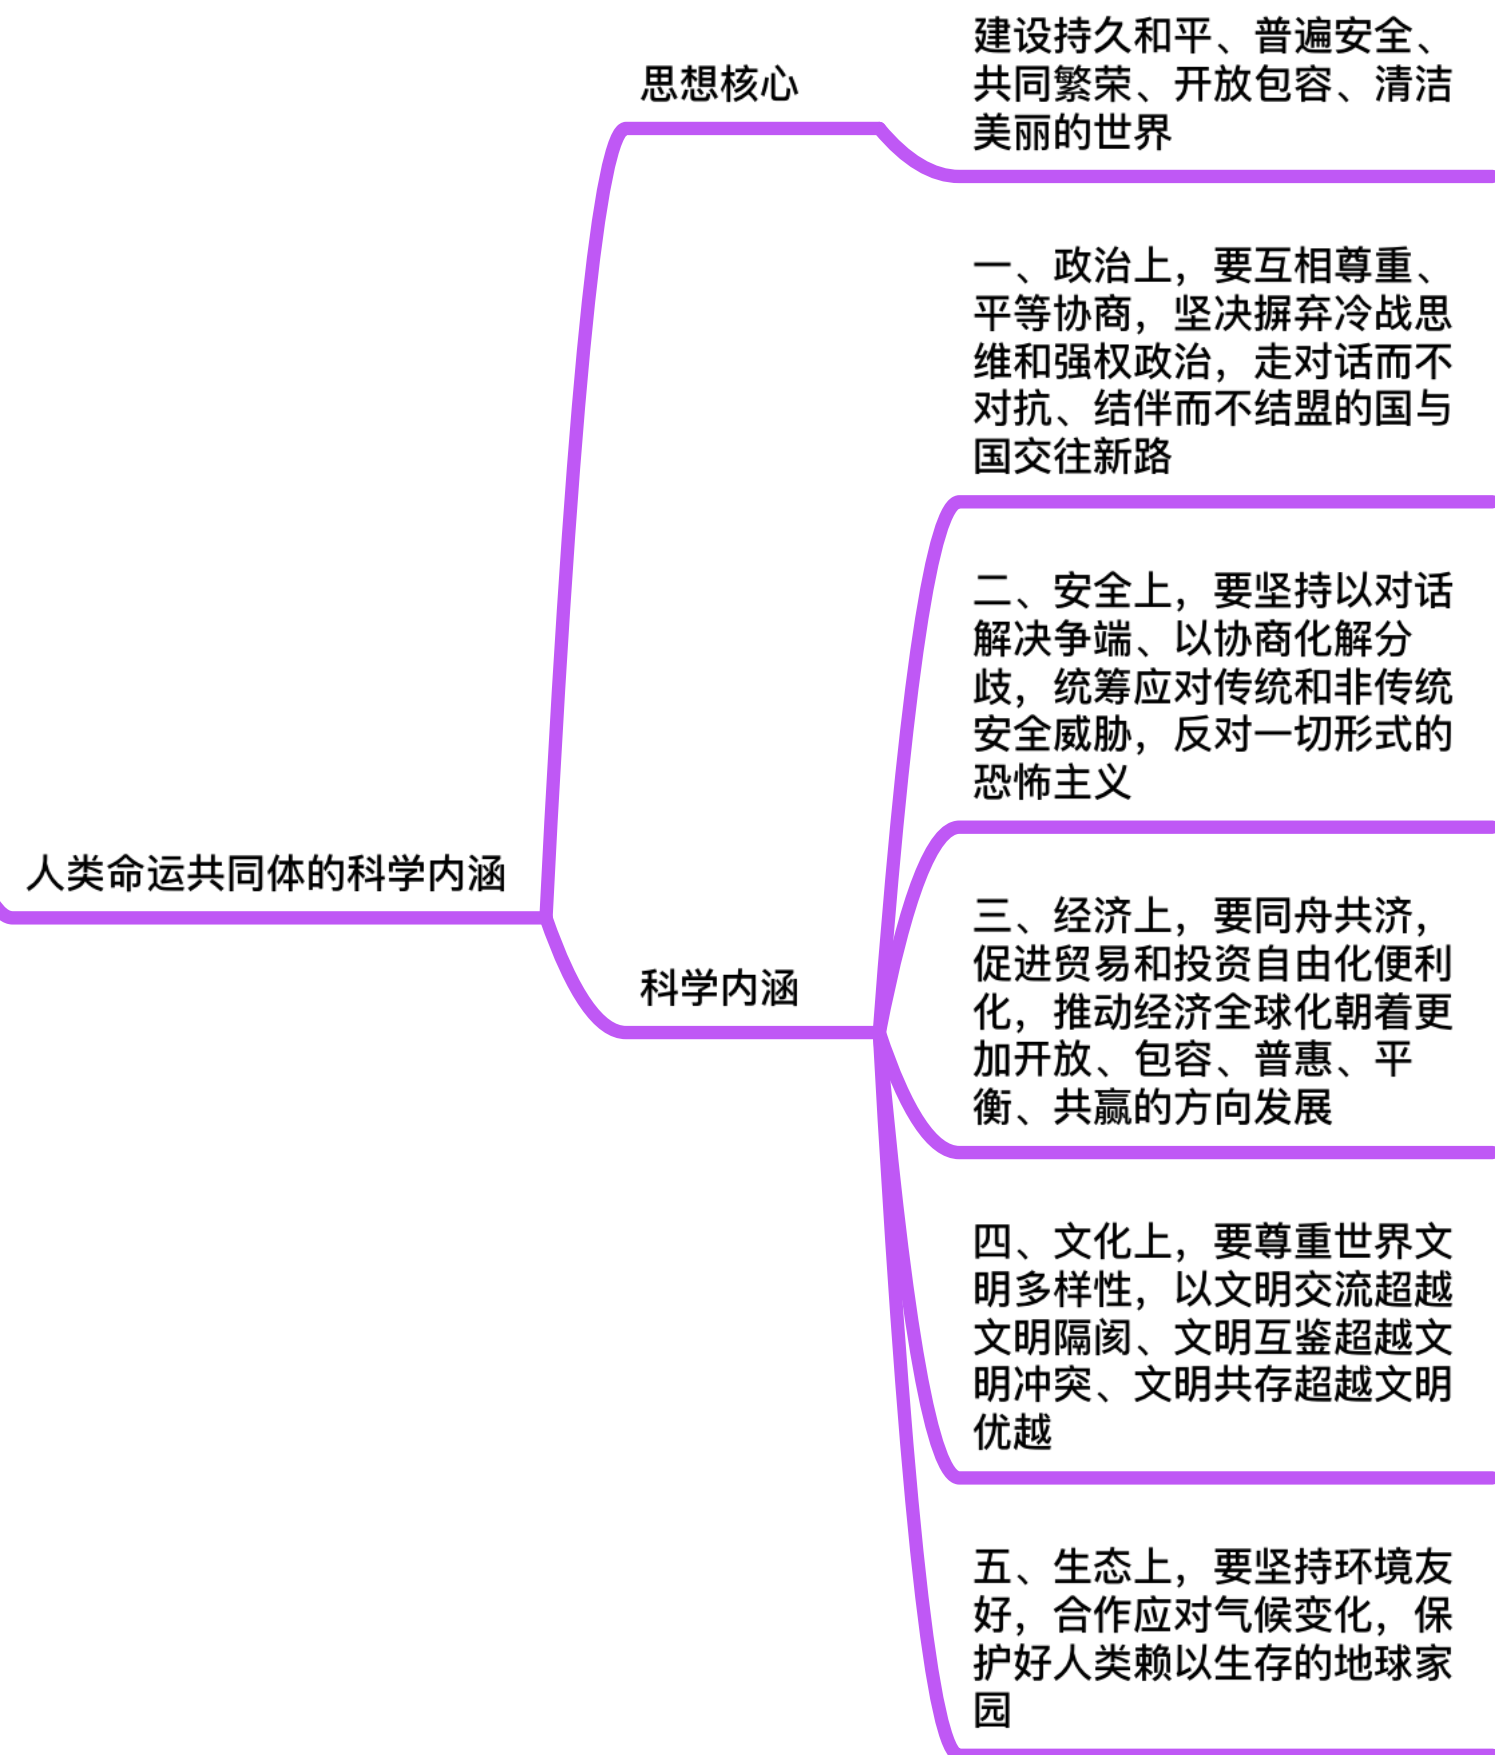 人类命运共同体的科学内涵
思想核心
建设持久和平、普遍安全、
共同繁荣、开放包容、清洁
美丽的世界
科学内涵
一、政治上，要互相尊重、
平等协商，坚决摒弃冷战思
维和强权政治，走对话而不
对抗、结伴而不结盟的国与
国交往新路
二、安全上，要坚持以对话
解决争端、以协商化解分
歧，统筹应对传统和非传统
安全威胁，反对一切形式的
恐怖主义
三、经济上，要同舟共济，
促进贸易和投资自由化便利
化，推动经济全球化朝着更
加开放、包容、普惠、平
衡、共赢的方向发展
四、文化上，要尊重世界文
明多样性，以文明交流超越
文明隔阂、文明互鉴超越文
明冲突、文明共存超越文明
优越
五、生态上，要坚持环境友
好，合作应对气候变化，保
护好人类赖以生存的地球家
园